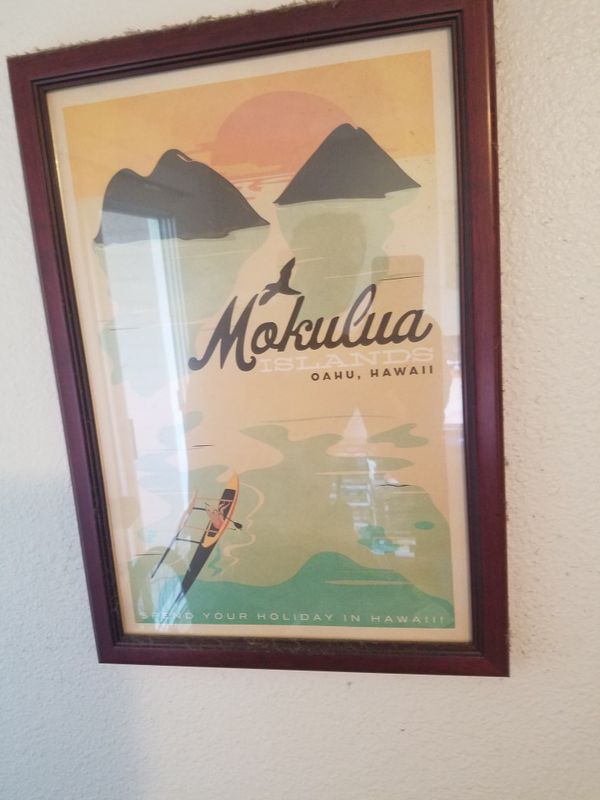 Mokulua
ISLANDS
OAHU, HAWAII
SPEND YOUR HOLIDAY IN HAWAII!